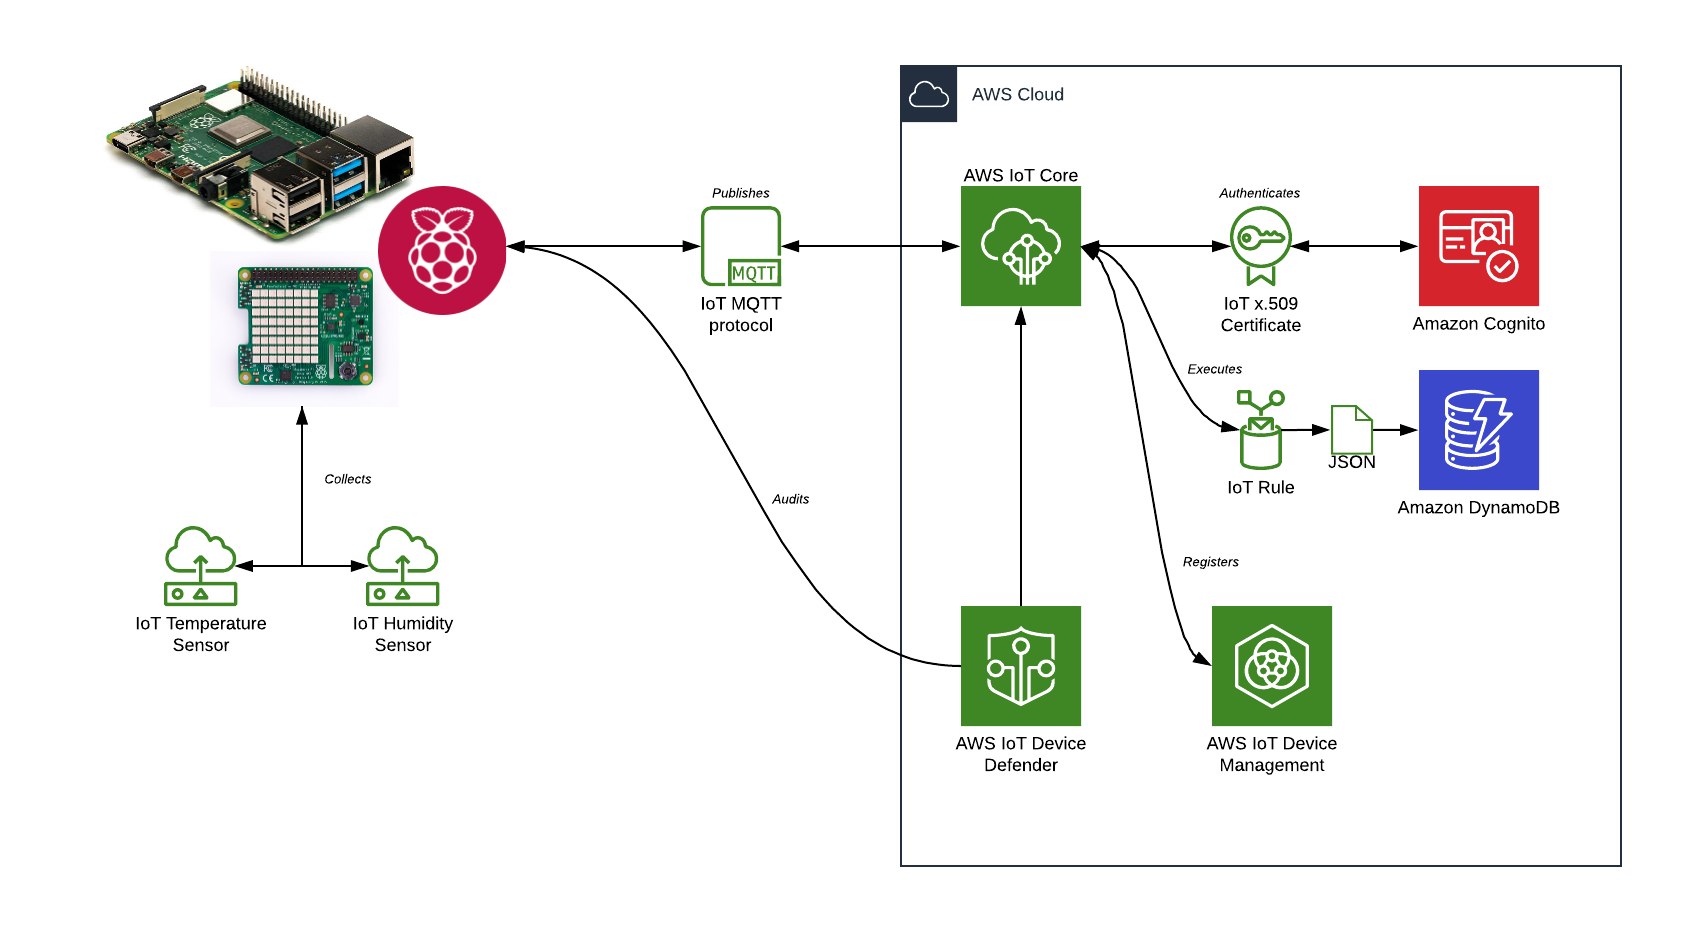 AWS Cloud
AWS IoT Core
Publishes
Authenticates
MQTT
IoT MQTT
protocol
IoT x.509
Certificate
Amazon Cognito
Executes
JSON
IoT Rule
Amazon DynamoDB
Collects
Audits
Registers
IoT Temperature
Sensor
IoT Humidity
Sensor
AWS IoT Device
Defender
AWS IoT Device
Management